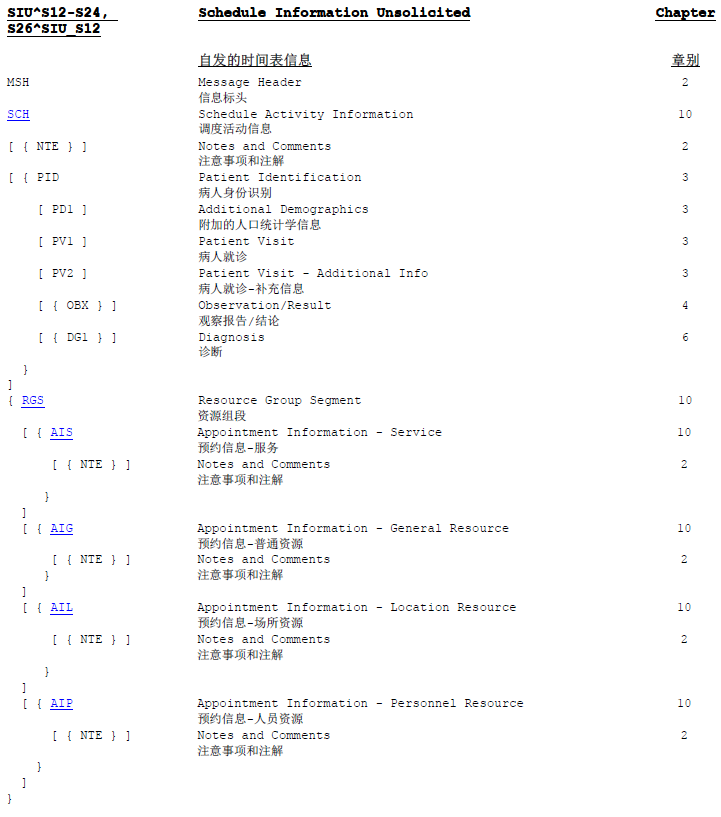 SIU^S12-S24, Schedule Information Unsolicited Chapter
S26^SIU_S12
自发的时间表信息 章别
MSH Message Header 2
信息标头
SCH Schedule Activity Information 10
调度活动信息
[ { NTE } ] Notes and Comments 2
注意事项和注解
[ { PID Patient Identification 3
病人身份识别
[ PD1 ] Additional Demographics 3
附加的人口统计学信息
[ PV1 ] Patient Visit 3
病人就诊
[ PV2 ] Patient Visit - Additional Info 3
病人就诊-补充信息
[ { OBX } ] Observation/Result 4
观察报告/结论
[ { DG1 } ] Diagnosis 6
诊断
}
]
{ RGS Resource Group Segment 10
资源组段
[ { AIS Appointment Information - Service 10
预约信息-服务
[ { NTE } ] Notes and Comments 2
注意事项和注解
}
]
[ { AIG Appointment Information - General Resource 10
预约信息-普通资源
[ { NTE } ] Notes and Comments 2
} 注意事项和注解
]
[ { AIL Appointment Information - Location Resource 10
预约信息-场所资源
[ { NTE } ] Notes and Comments 2
注意事项和注解
}
]
[ { AIP Appointment Information - Personnel Resource 10
预约信息-人员资源
[ { NTE } ] Notes and Comments 2
注意事项和注解
}
]
}